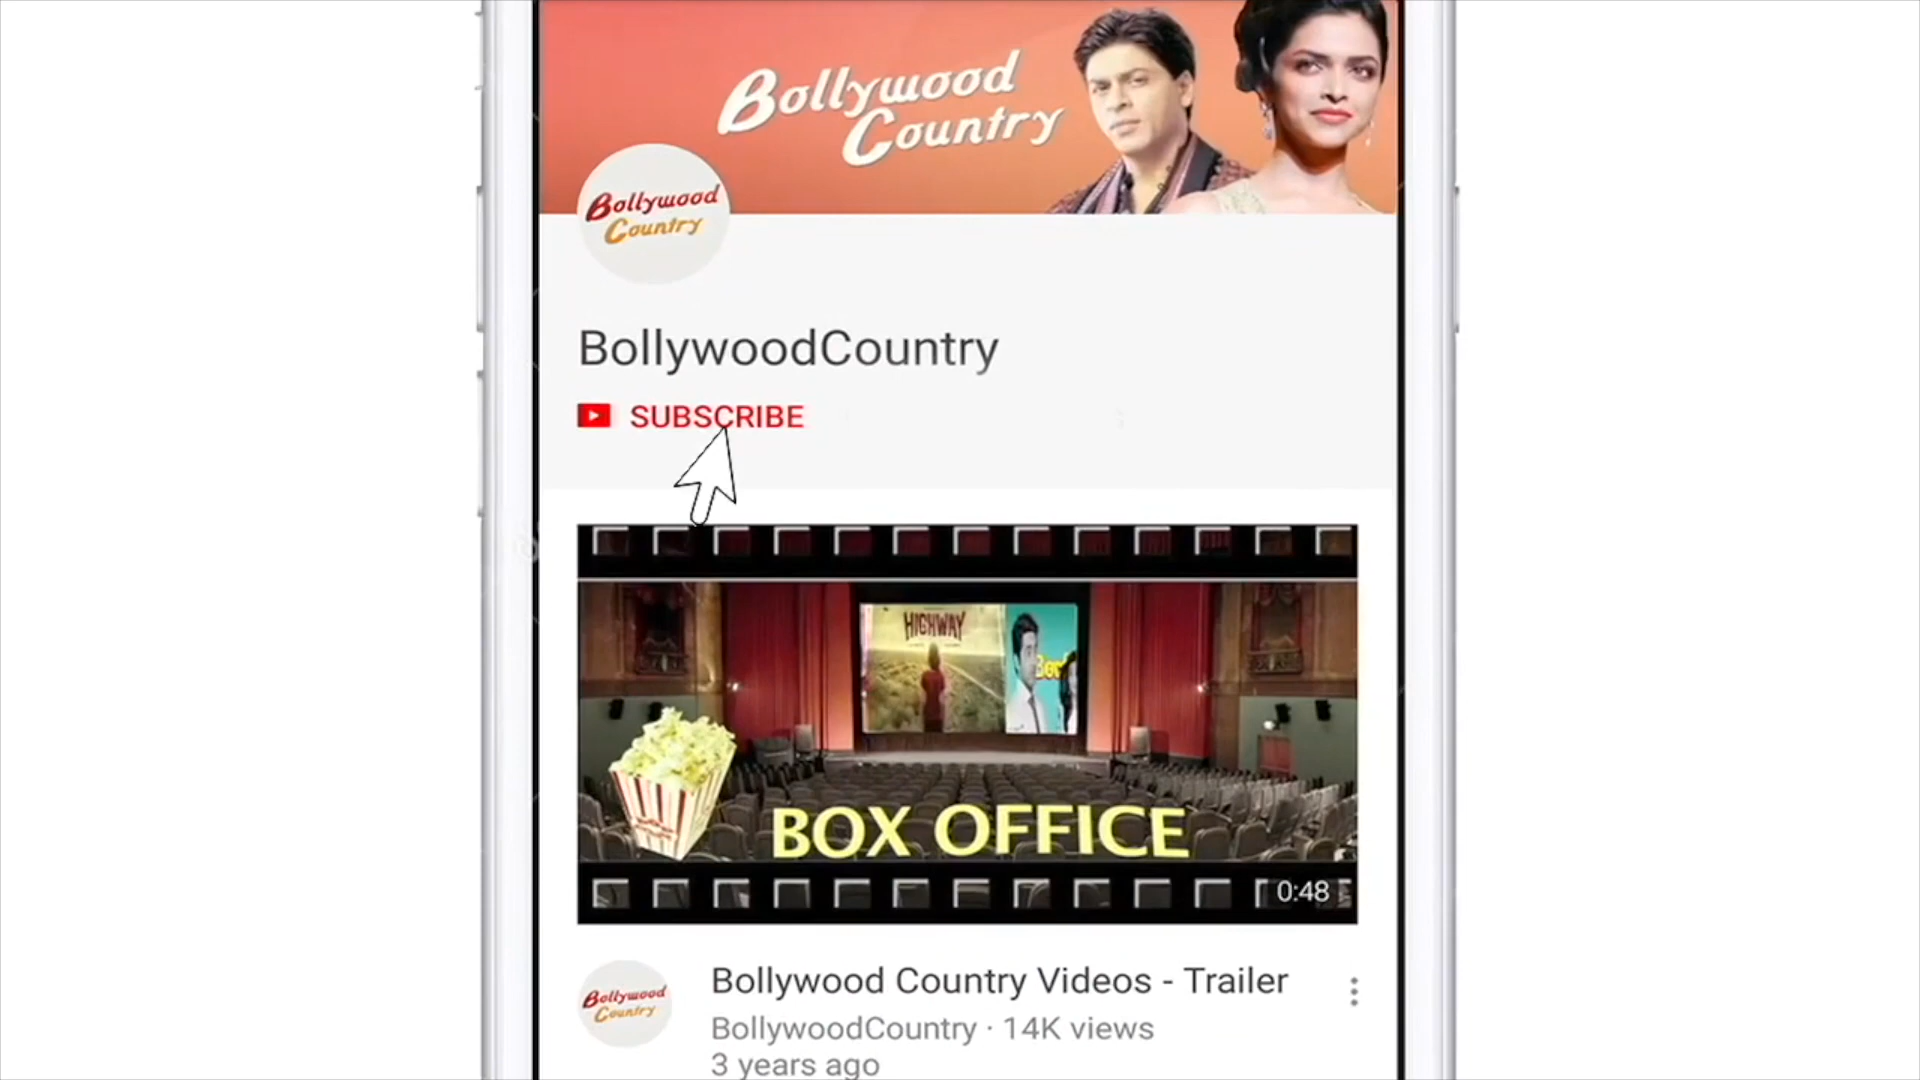 Bollywood
Country
Bollywood
Country
BollywoodCountry
SUBSCRIBE
HIGHWAY
BOX OFFICE
0:48
Bollywood
Country
Bollywood Country Videos - Trailer
BollywoodCountry · 14K views
3 years ago